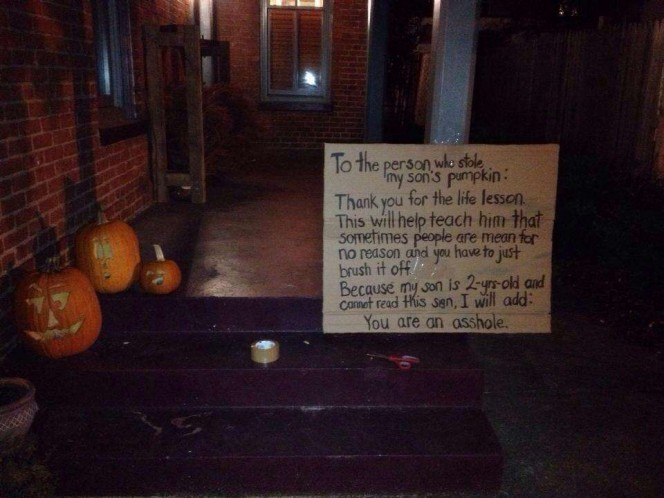 To the person who stole
my son's pumpkin:
Thank you for the life lesson.
This will help teach him that
sometimes people are mean for
no reason and you have to just
brush it off.
Because my son is 2-yrs-old and
cannot read this sign, I will add:
You are an asshole.